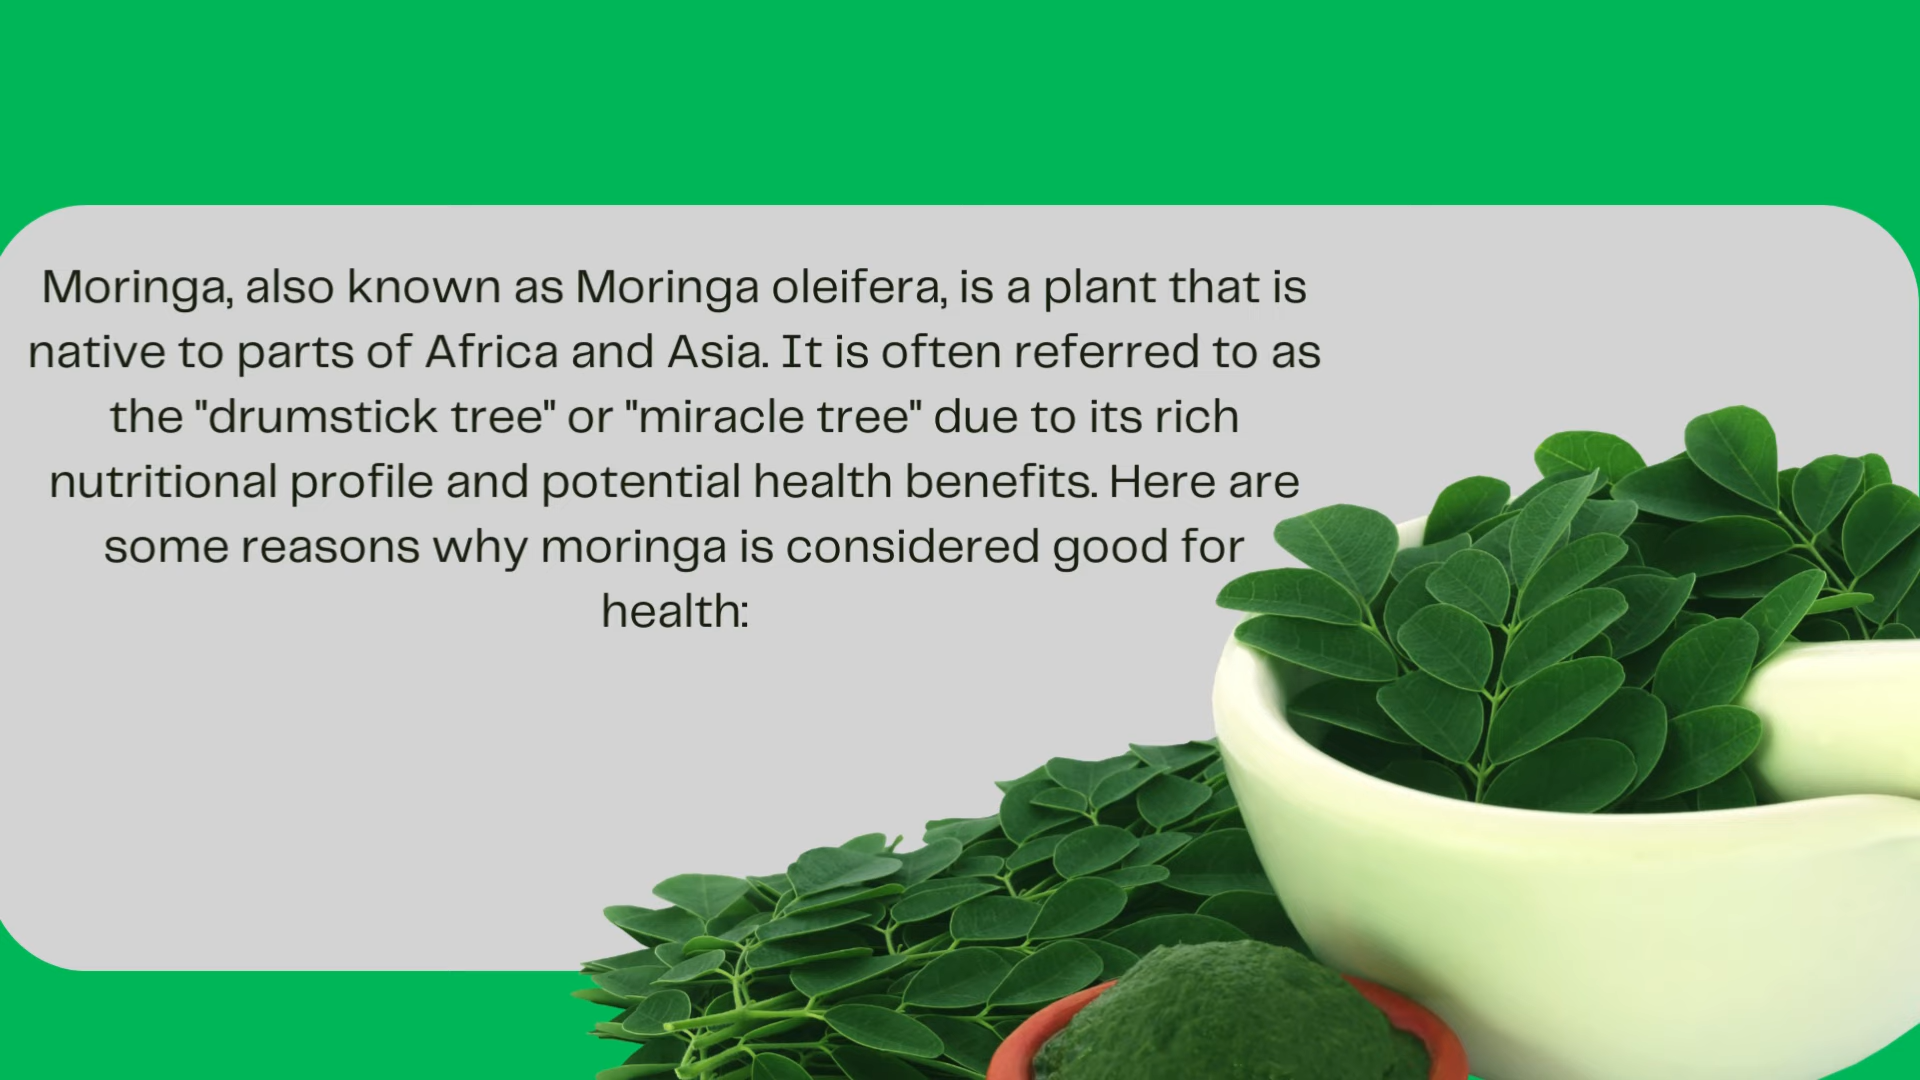 Moringa, also known as Moringa oleifera, is a plant that is
native to parts of Africa and Asia. It is often referred to as
the "drumstick tree" or "miracle tree" due to its rich
nutritional profile and potential health benefits. Here are
some reasons why moringa is considered good for
health: